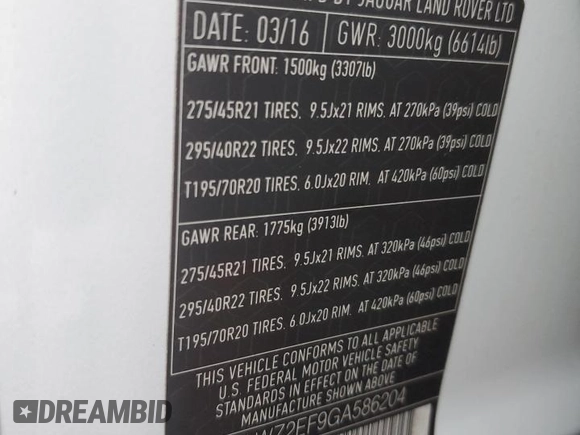 BY JAGUAR LAND ROVER LTD
DATE: 03/16 GWR: 3000kg (6614lb)
GAWR FRONT: 1500kg (3307lb)
275/45R21 TIRES. 9.5Jx21 RIMS. AT 270kPa (39psi) COLD
295/40R22 TIRES. 9.5Jx22 RIMS. AT 270kPa (39psi) COLD
T195/70R20 TIRES. 6.0Jx20 RIM. AT 420kPa (60psi) COLD
GAWR REAR: 1775kg (3913lb)
275/45R21 TIRES. 9.5Jx21 RIMS. AT 320kPa (46psi) COLD
295/40R22 TIRES. 9.5Jx22 RIMS. AT 320kPa (46psi) COLD
T195/70R20 TIRES. 6.0Jx20 RIM. AT 420kPa (60psi) COLD
THIS VEHICLE CONFORMS TO ALL APPLICABLE
U.S. FEDERAL MOTOR VEHICLE SAFETY
STANDARDS IN EFFECT ON THE DATE OF
MANUFACTURE SHOWN ABOVE
Z2EF9GA586204
DREAMBID